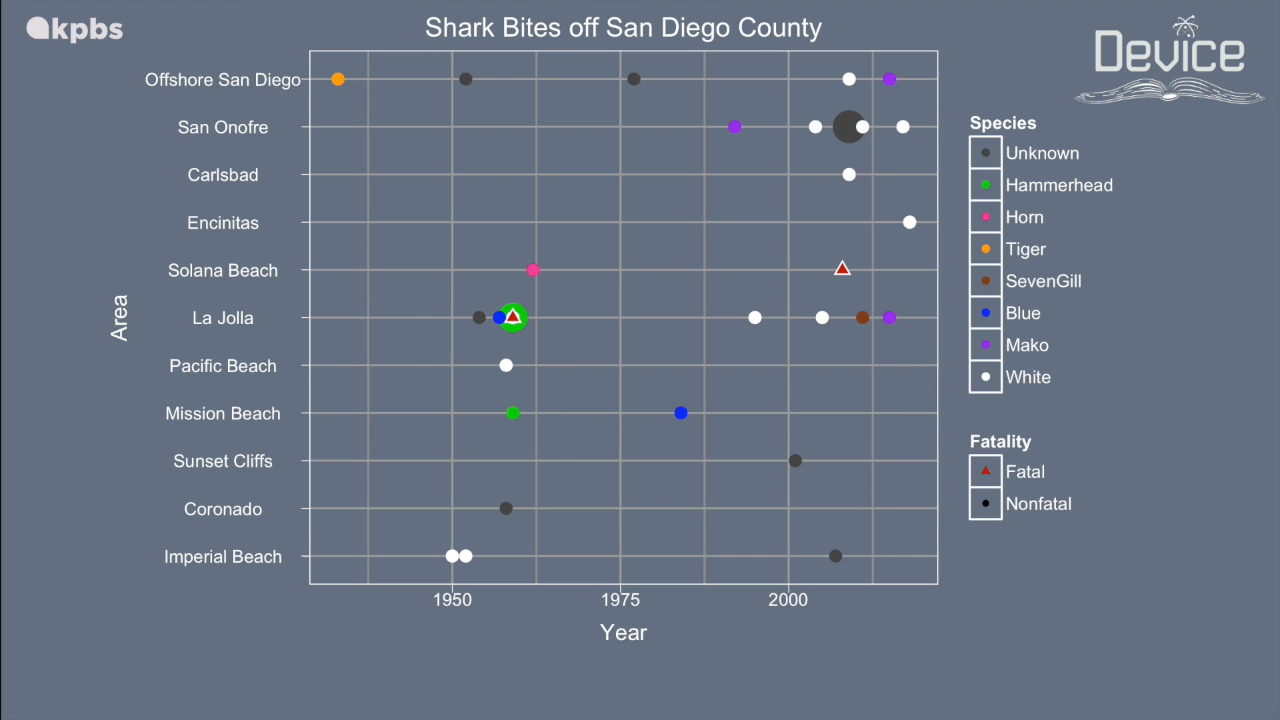 kpbs
Shark Bites off San Diego County
Device
Area
Offshore San Diego
San Onofre
Carlsbad
Encinitas
Solana Beach
La Jolla
Pacific Beach
Mission Beach
Sunset Cliffs
Coronado
Imperial Beach
1950 1975 2000
Year
Species
Unknown
Hammerhead
Horn
Tiger
SevenGill
Blue
Mako
White
Fatality
Fatal
Nonfatal